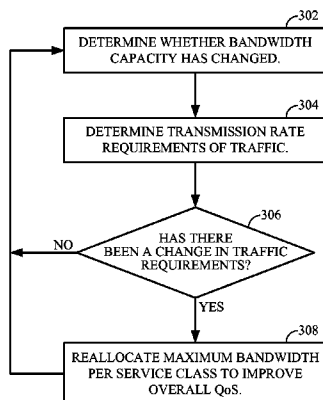 302
DETERMINE WHETHER BANDWIDTH
CAPACITY HAS CHANGED.
304
DETERMINE TRANSMISSION RATE
REQUIREMENTS OF TRAFFIC.
306
HAS THERE
BEEN A CHANGE IN TRAFFIC
REQUIREMENTS?
NO
YES
308
REALLOCATE MAXIMUM BANDWIDTH
PER SERVICE CLASS TO IMPROVE
OVERALL QoS.